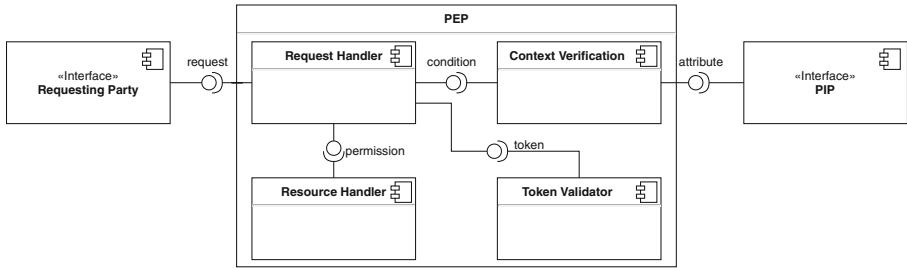 PEP
Request Handler
condition
Context Verification
request
attribute
«Interface»
Requesting Party
«Interface»
PIP
permission
token
Resource Handler
Token Validator